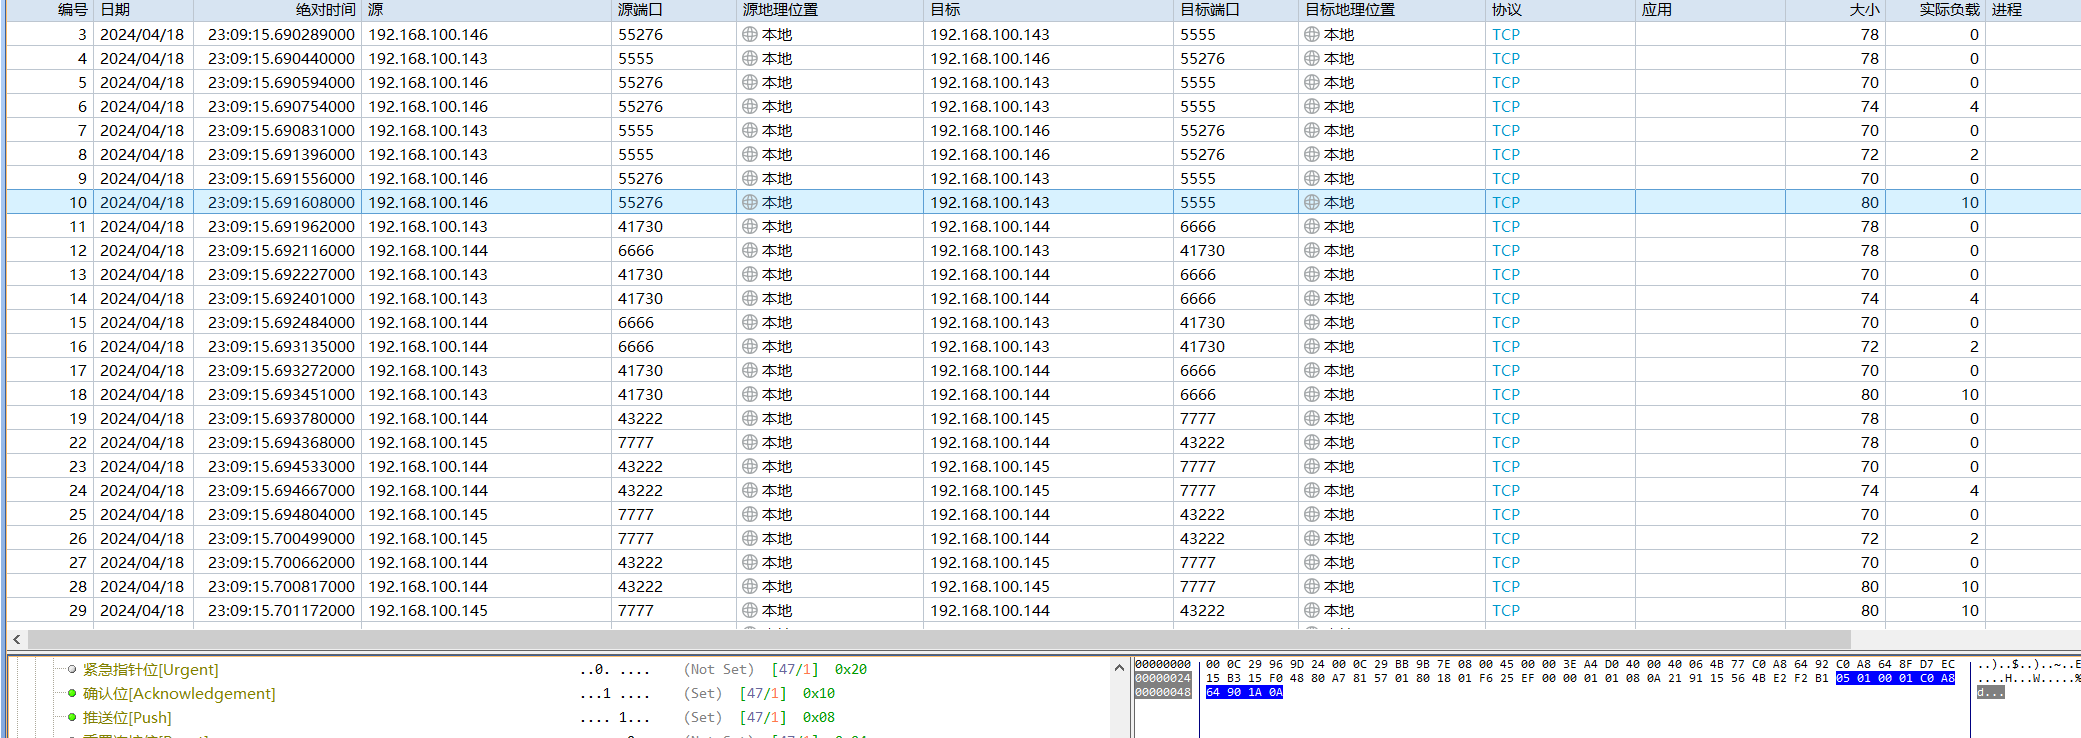 编号 日期 绝对时间 源 源端口 源地理位置 目标 目标端口 目标地理位置 协议 应用 大小 实际负载 进程
3 2024/04/18 23:09:15.690289000 192.168.100.146 55276 本地 192.168.100.143 5555 本地 TCP 78 0
4 2024/04/18 23:09:15.690440000 192.168.100.143 5555 本地 192.168.100.146 55276 本地 TCP 78 0
5 2024/04/18 23:09:15.690594000 192.168.100.146 55276 本地 192.168.100.143 5555 本地 TCP 70 0
6 2024/04/18 23:09:15.690754000 192.168.100.146 55276 本地 192.168.100.143 5555 本地 TCP 74 4
7 2024/04/18 23:09:15.690831000 192.168.100.143 5555 本地 192.168.100.146 55276 本地 TCP 70 0
8 2024/04/18 23:09:15.691396000 192.168.100.143 5555 本地 192.168.100.146 55276 本地 TCP 72 2
9 2024/04/18 23:09:15.691556000 192.168.100.146 55276 本地 192.168.100.143 5555 本地 TCP 70 0
10 2024/04/18 23:09:15.691608000 192.168.100.146 55276 本地 192.168.100.143 5555 本地 TCP 80 10
11 2024/04/18 23:09:15.691962000 192.168.100.143 41730 本地 192.168.100.144 6666 本地 TCP 78 0
12 2024/04/18 23:09:15.692116000 192.168.100.144 6666 本地 192.168.100.143 41730 本地 TCP 78 0
13 2024/04/18 23:09:15.692227000 192.168.100.143 41730 本地 192.168.100.144 6666 本地 TCP 70 0
14 2024/04/18 23:09:15.692401000 192.168.100.143 41730 本地 192.168.100.144 6666 本地 TCP 74 4
15 2024/04/18 23:09:15.692484000 192.168.100.144 6666 本地 192.168.100.143 41730 本地 TCP 70 0
16 2024/04/18 23:09:15.693135000 192.168.100.144 6666 本地 192.168.100.143 41730 本地 TCP 72 2
17 2024/04/18 23:09:15.693272000 192.168.100.143 41730 本地 192.168.100.144 6666 本地 TCP 70 0
18 2024/04/18 23:09:15.693451000 192.168.100.143 41730 本地 192.168.100.144 6666 本地 TCP 80 10
19 2024/04/18 23:09:15.693780000 192.168.100.144 43222 本地 192.168.100.145 7777 本地 TCP 78 0
22 2024/04/18 23:09:15.694368000 192.168.100.145 7777 本地 192.168.100.144 43222 本地 TCP 78 0
23 2024/04/18 23:09:15.694533000 192.168.100.144 43222 本地 192.168.100.145 7777 本地 TCP 70 0
24 2024/04/18 23:09:15.694667000 192.168.100.144 43222 本地 192.168.100.145 7777 本地 TCP 74 4
25 2024/04/18 23:09:15.694804000 192.168.100.145 7777 本地 192.168.100.144 43222 本地 TCP 70 0
26 2024/04/18 23:09:15.700499000 192.168.100.145 7777 本地 192.168.100.144 43222 本地 TCP 72 2
27 2024/04/18 23:09:15.700662000 192.168.100.144 43222 本地 192.168.100.145 7777 本地 TCP 70 0
28 2024/04/18 23:09:15.700817000 192.168.100.144 43222 本地 192.168.100.145 7777 本地 TCP 80 10
29 2024/04/18 23:09:15.701172000 192.168.100.145 7777 本地 192.168.100.144 43222 本地 TCP 80 10
紧急指针位[Urgent] ..0. .... (Not Set) [47/1] 0x20
确认位[Acknowledgement] ...1 .... (Set) [47/1] 0x10
推送位[Push] .... 1... (Set) [47/1] 0x08
00000000 00 0C 29 96 9D 24 00 0C 29 BB 9B 7E 08 00 45 00 00 3E A4 D0 40 00 40 06 4B 77 C0 A8 64 92 C0 A8 64 8F D7 EC ..)..$..)..~..E
00000024 15 B3 15 F0 48 80 A7 81 57 01 80 18 01 F6 25 EF 00 00 01 01 08 0A 21 91 15 56 4B E2 F2 B1 05 01 00 01 C0 A8 ....H...W.....%
00000048 64 90 1A 0A d...